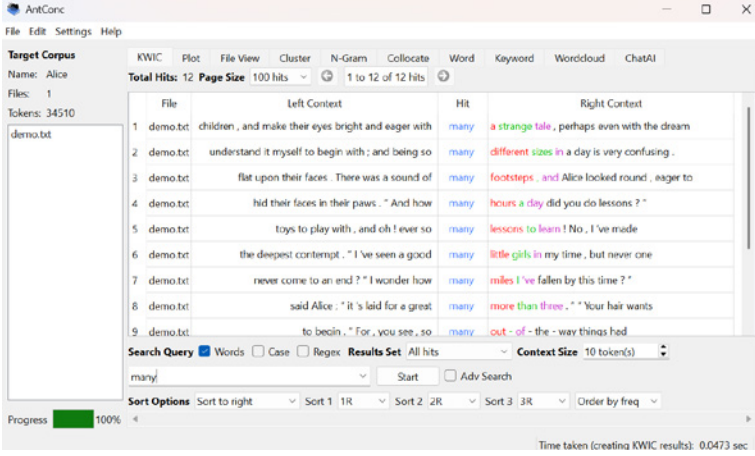 AntConc
File Edit Settings Help
Target Corpus
Name: Alice
Files: 1
Tokens: 34510
demo.txt
Progress 100%
KWIC Plot File View Cluster N-Gram Collocate Word Keyword Wordcloud ChatAI
Total Hits: 12 Page Size 100 hits 1 to 12 of 12 hits
File Left Context Hit Right Context
1 demo.txt children , and make their eyes bright and eager with many a strange tale , perhaps even with the dream
2 demo.txt understand it myself to begin with ; and being so many different sizes in a day is very confusing .
3 demo.txt flat upon their faces . There was a sound of many footsteps , and Alice looked round , eager to
4 demo.txt hid their faces in their paws . " And how many hours a day did you do lessons ? "
5 demo.txt toys to play with , and oh ! ever so many lessons to learn ! No , I 've made
6 demo.txt the deepest contempt . " I 've seen a good many little girls in my time , but never one
7 demo.txt never come to an end ? " I wonder how many miles I 've fallen by this time ? "
8 demo.txt said Alice ; " it 's laid for a great many more than three . " " Your hair wants
9 demo.txt to begin . " For , you see , so many out - of - the - way things had
Search Query Words Case Regex Results Set All hits Context Size 10 token(s)
many Start Adv Search
Sort Options Sort to right Sort 1 1R Sort 2 2R Sort 3 3R Order by freq
Time taken (creating KWIC results): 0.0473 sec